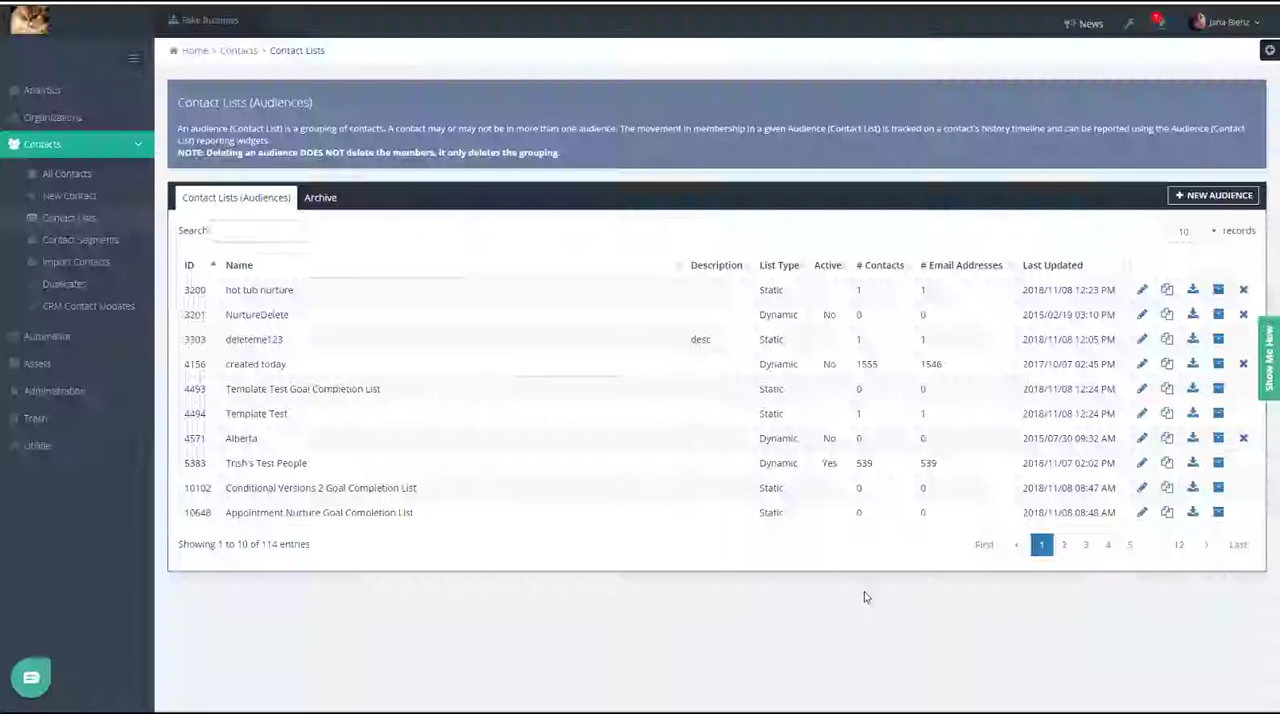 Fake Business
News
Jana Bienz
Home > Contacts > Contact Lists
Analytics
Organizations
Contacts
All Contacts
New Contact
Contact Lists
Contact Segments
Import Contacts
Duplicates
CRM Contact Updates
Automation
Assets
Administration
Trash
Utilities
Contact Lists (Audiences)
An audience (Contact List) is a grouping of contacts. A contact may or may not be in more than one audience. The movement in membership in a given Audience (Contact List) is tracked on a contact's history timeline and can be reported using the Audience (Contact
List) reporting widgets.
NOTE: Deleting an audience DOES NOT delete the members, it only deletes the grouping.
Contact Lists (Audiences) Archive + NEW AUDIENCE
Search 10 records
ID Name Description List Type Active # Contacts # Email Addresses Last Updated
3200 hot tub nurture Static 1 1 2018/11/08 12:23 PM
3201 NurtureDelete Dynamic No 0 0 2015/02/19 03:10 PM
3303 deleteme123 desc Static 1 1 2018/11/08 12:05 PM
4156 created today Dynamic No 1555 1546 2017/10/07 02:45 PM
4493 Template Test Goal Completion List Static 0 0 2018/11/08 12:24 PM
4494 Template Test Static 1 1 2018/11/08 12:24 PM
4571 Alberta Dynamic No 0 0 2015/07/30 09:32 AM
5383 Trish's Test People Dynamic Yes 539 539 2018/11/07 02:02 PM
10102 Conditional Versions 2 Goal Completion List Static 0 0 2018/11/08 08:47 AM
10648 Appointment Nurture Goal Completion List Static 0 0 2018/11/08 08:48 AM
Showing 1 to 10 of 114 entries First ‹ 1 2 3 4 5 12 › Last
Show Me How